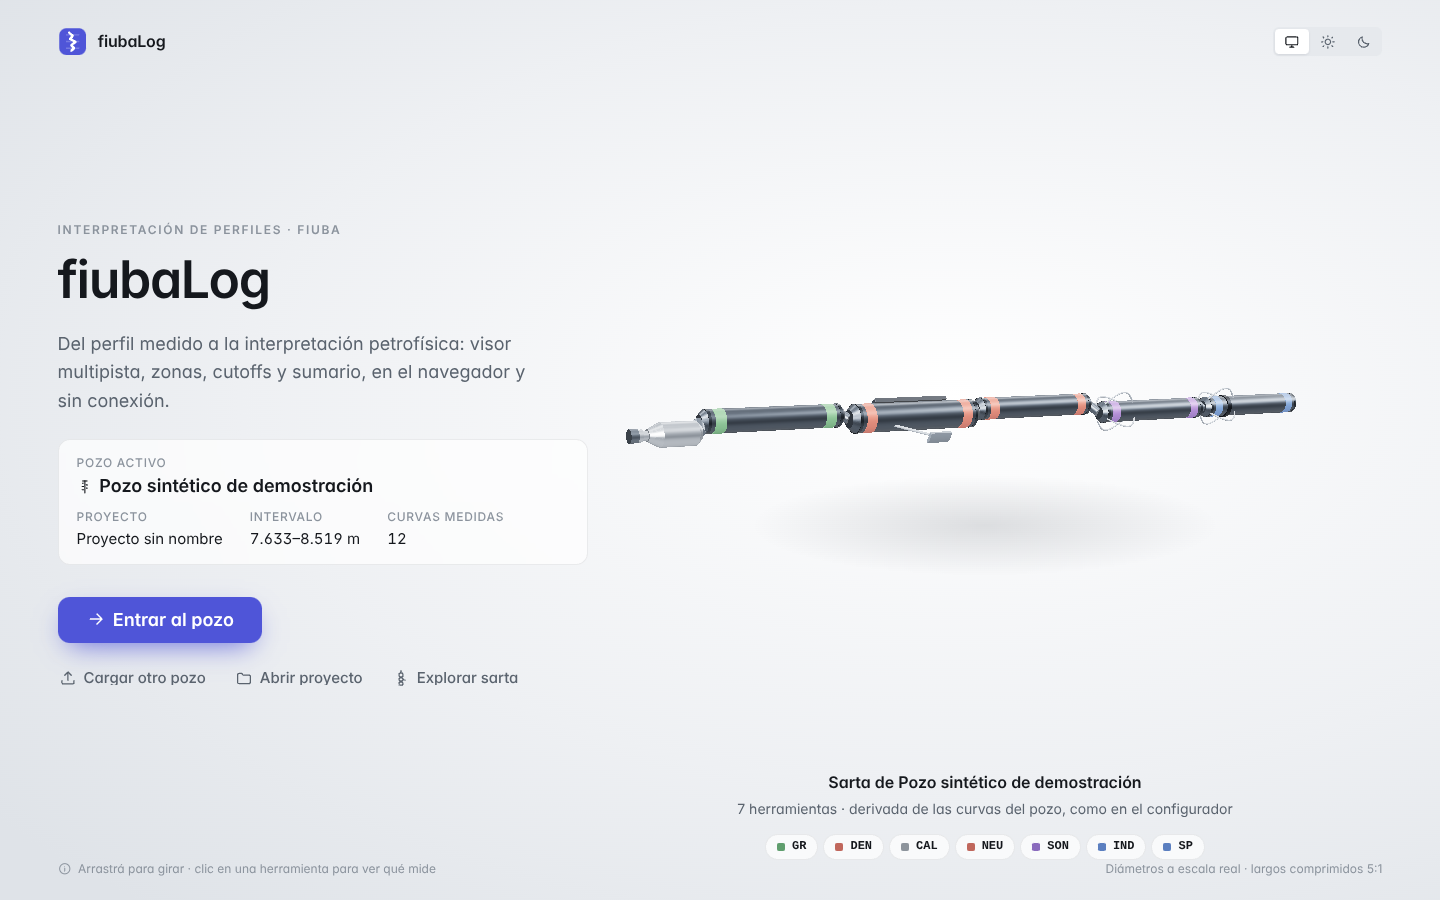 fiubaLog
INTERPRETACIÓN DE PERFILES · FIUBA
fiubaLog
Del perfil medido a la interpretación petrofísica: visor
multipista, zonas, cutoffs y sumario, en el navegador y
sin conexión.
POZO ACTIVO
Pozo sintético de demostración
PROYECTO INTERVALO CURVAS MEDIDAS
Proyecto sin nombre 7.633–8.519 m 12
Entrar al pozo
Cargar otro pozo Abrir proyecto Explorar sarta
Sarta de Pozo sintético de demostración
7 herramientas · derivada de las curvas del pozo, como en el configurador
GR DEN CAL NEU SON IND SP
Arrastrá para girar · clic en una herramienta para ver qué mide
Diámetros a escala real · largos comprimidos 5:1